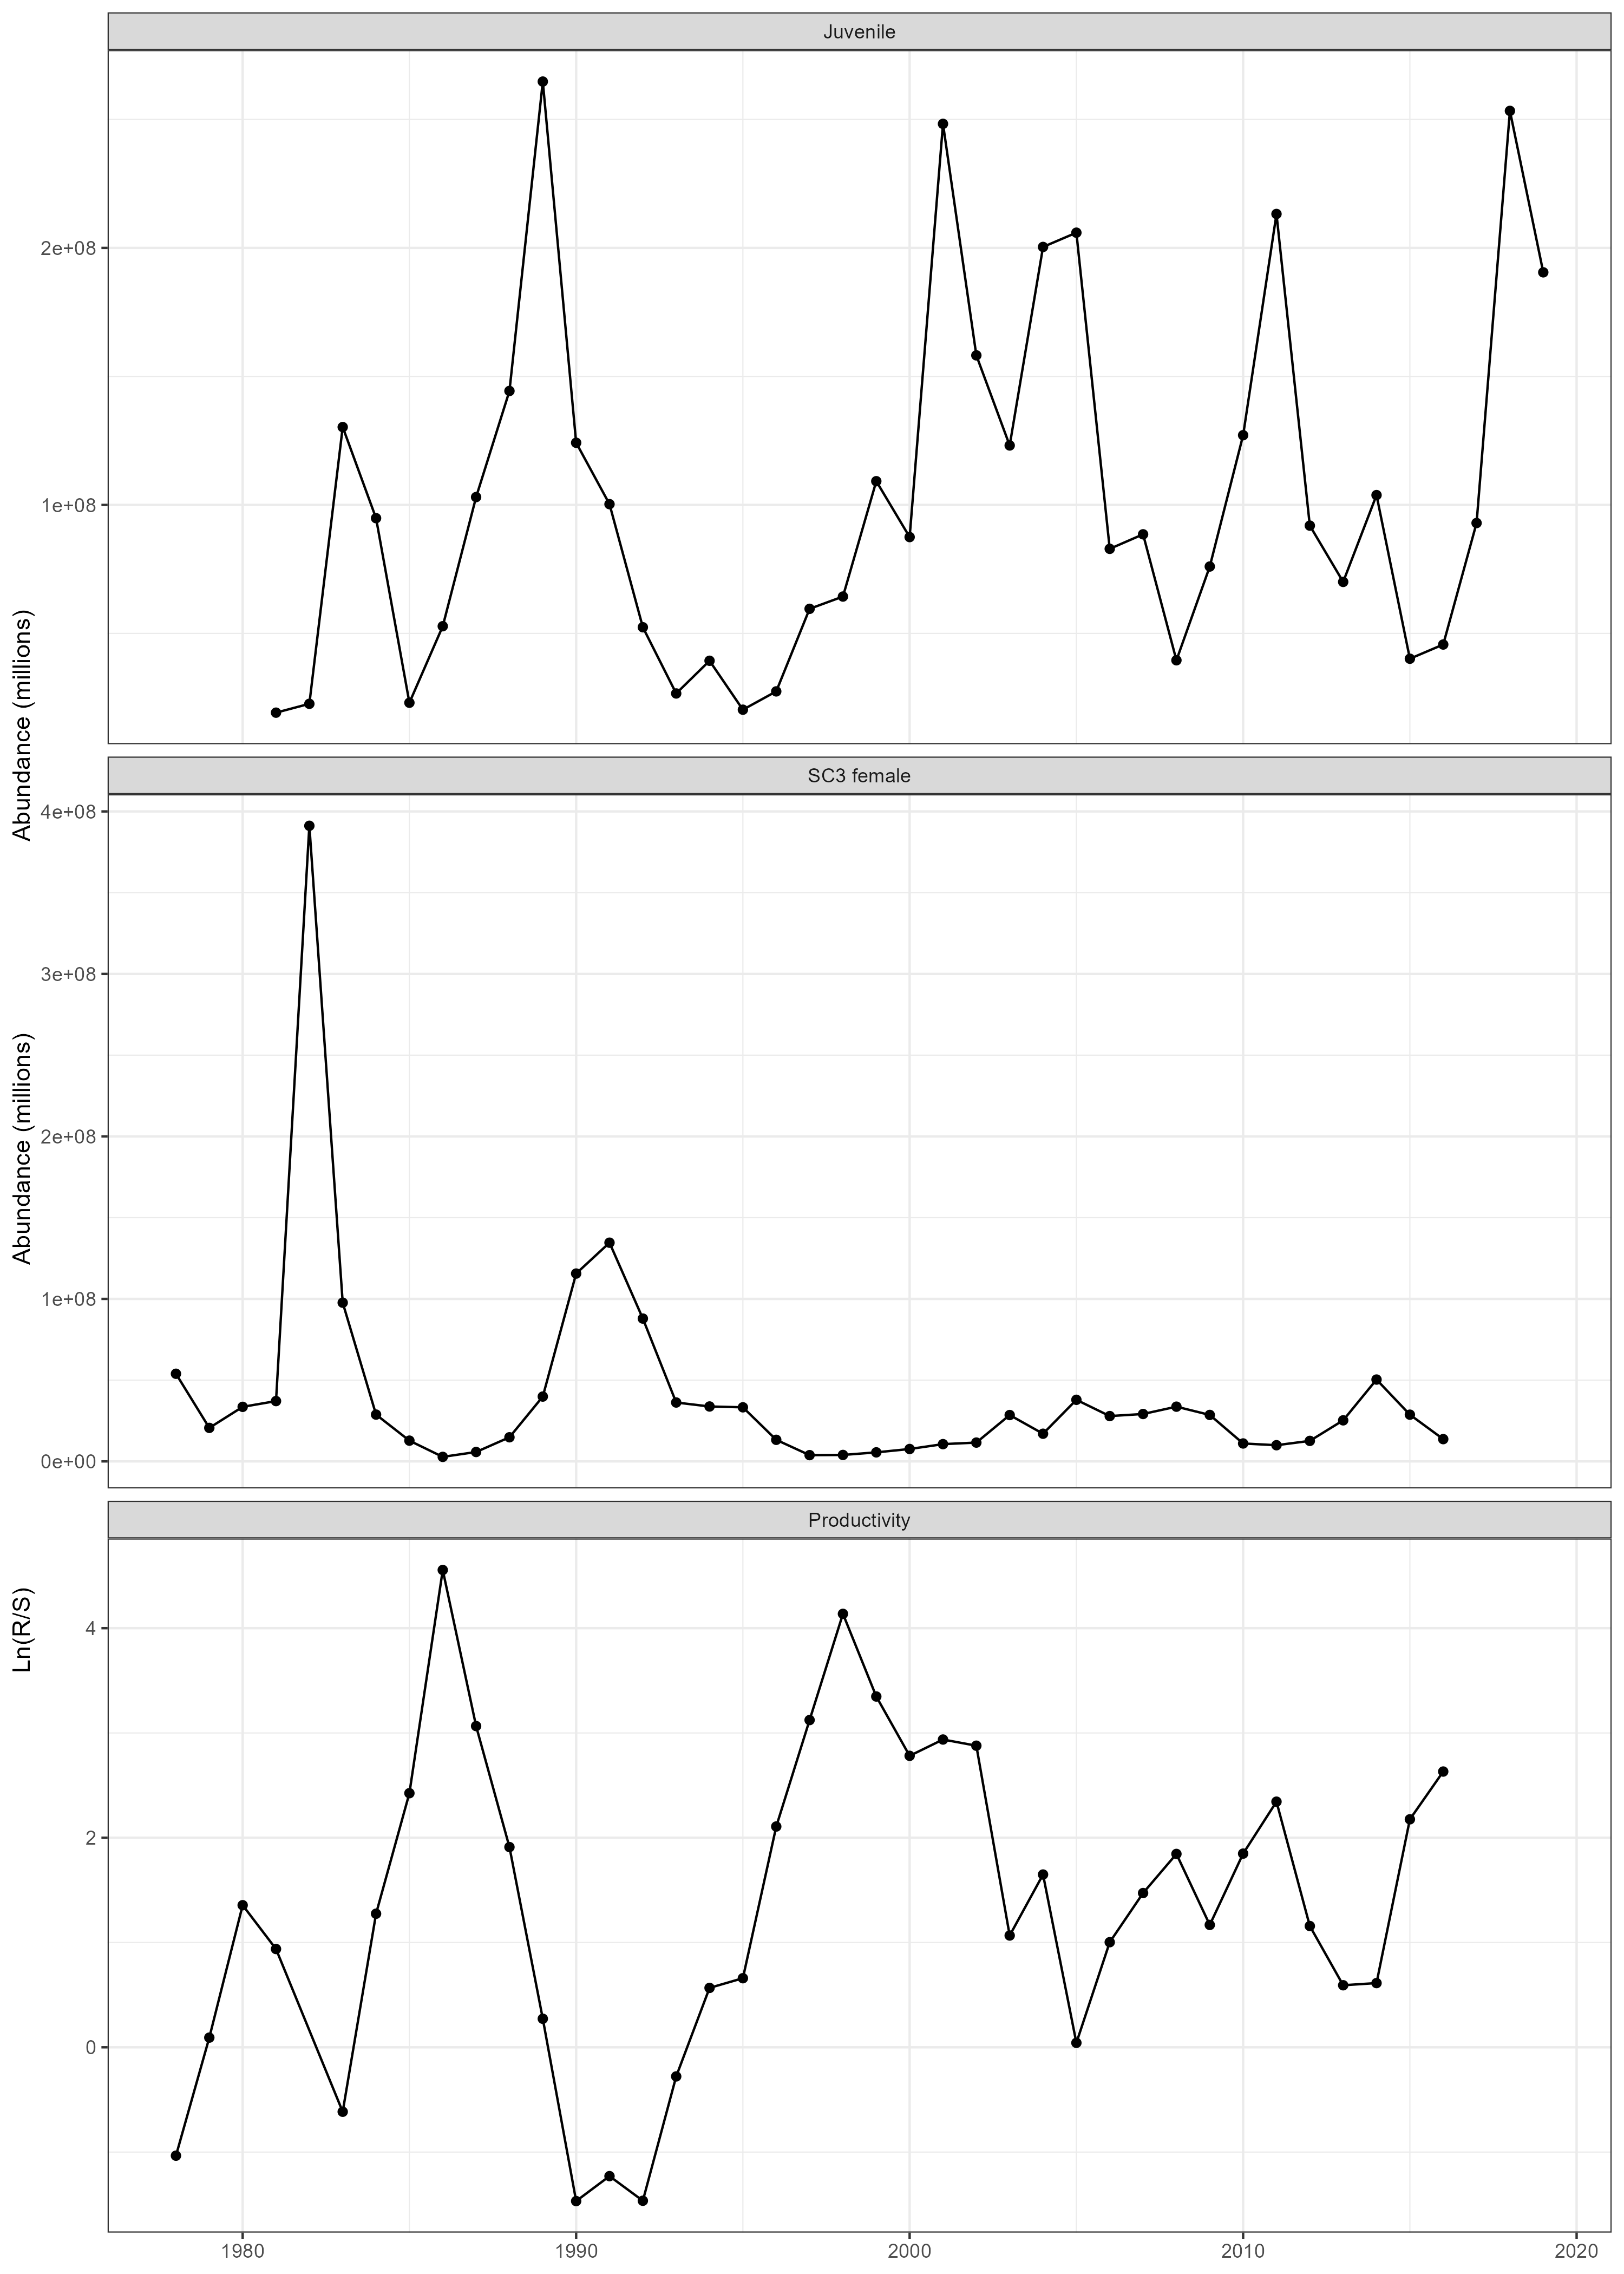 Juvenile
2e+08
1e+08
Abundance (millions)
SC3 female
4e+08
3e+08
2e+08
1e+08
0e+00
Abundance (millions)
Productivity
4
2
0
Ln(R/S)
1980
1990
2000
2010
2020